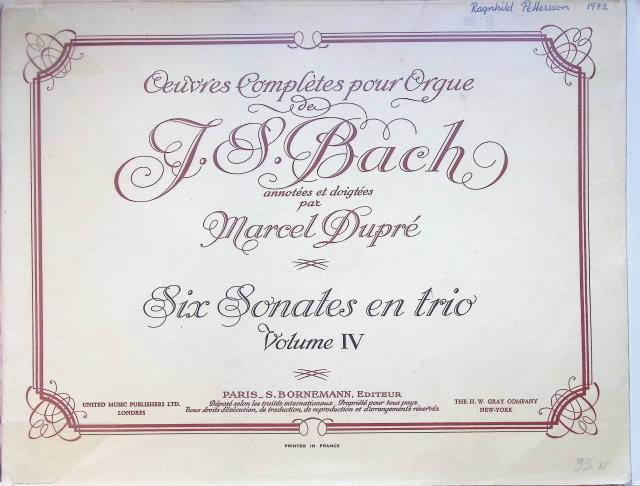 Ragnhild Pettersson 1972
Oeuvres Complètes pour Orgue
de
J. S. Bach
annotées et doigtées
par
Marcel Dupré
Six Sonates en trio
Volume IV
PARIS_S. BORNEMANN, EDITEUR
UNITED MUSIC PUBLISHERS LTD.
LONDRES
Déposé selon les traités internationaux. Propriété pour tous pays.
Tous droits d'exécution, de traduction, de reproduction et d'arrangements réservés.
THE H. W. GRAY COMPANY
NEW-YORK
PRINTED IN FRANCE